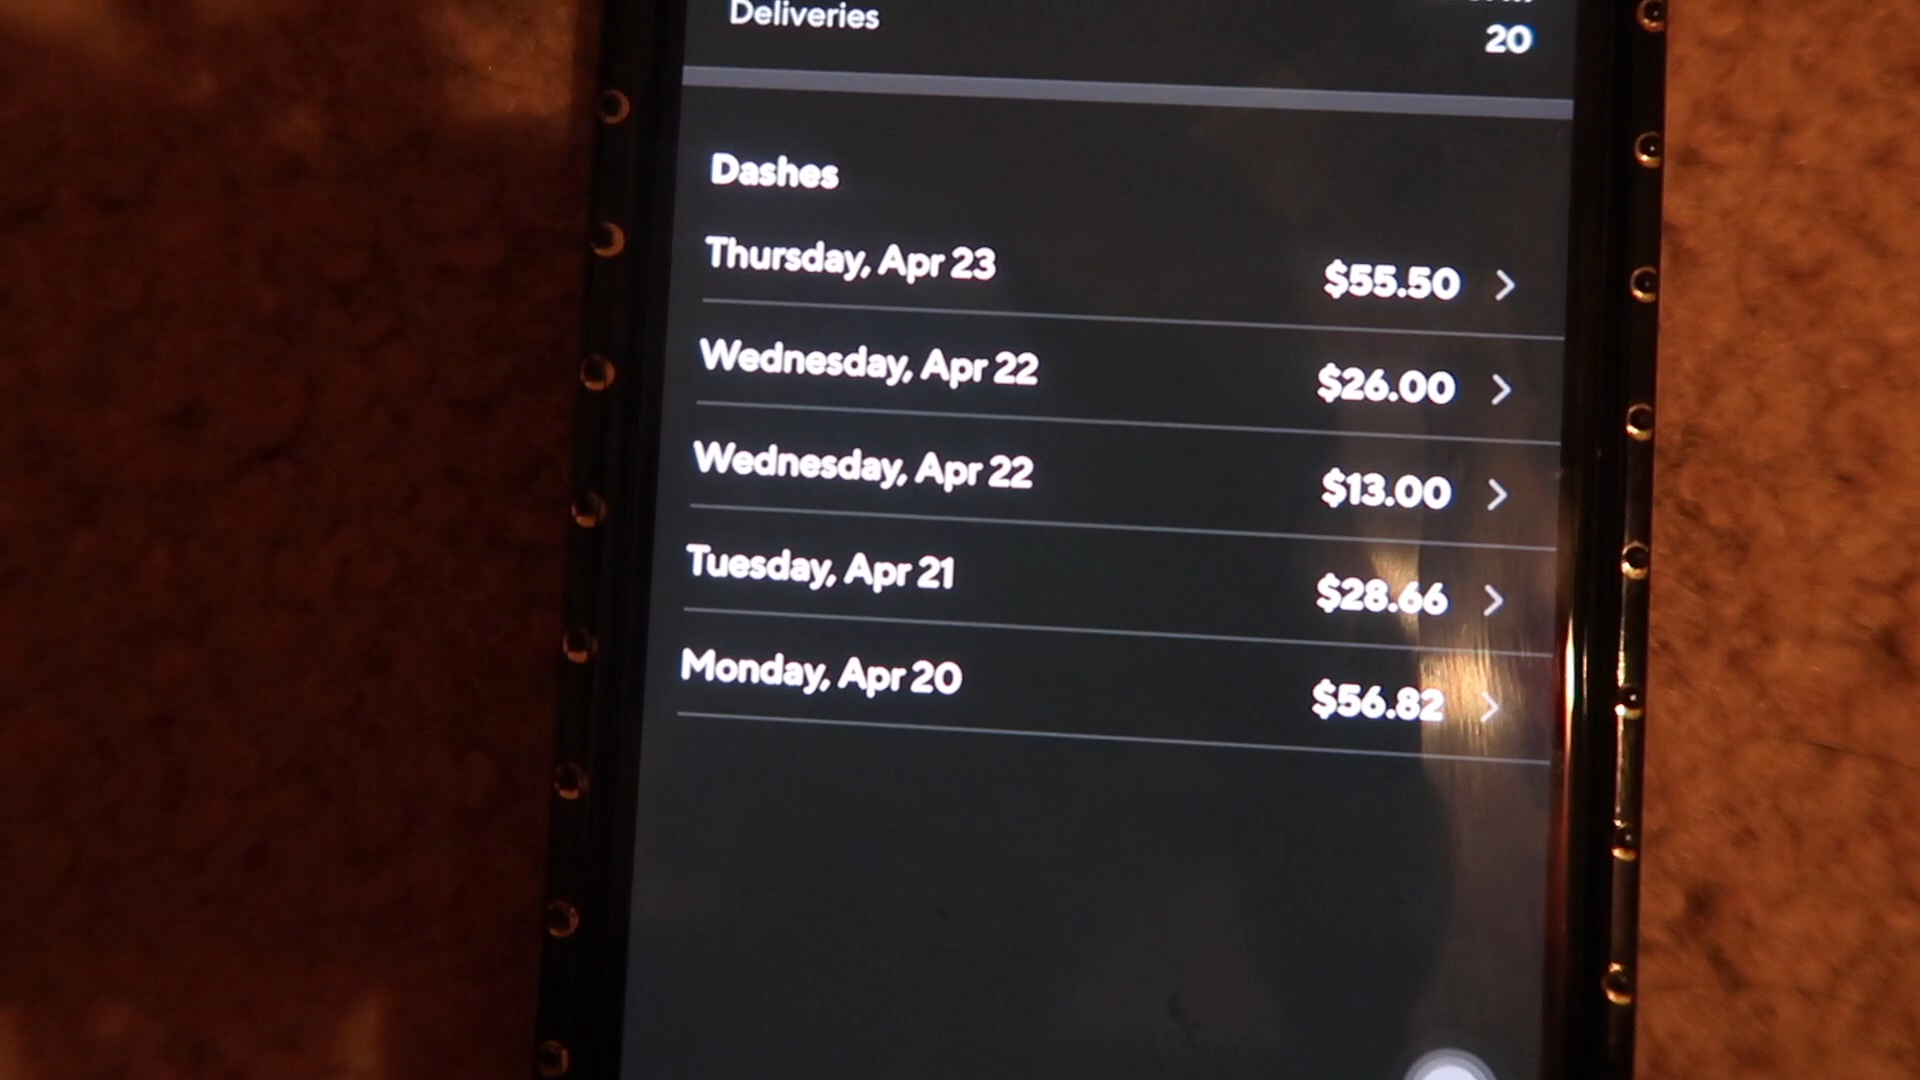 Deliveries
20
Dashes
Thursday, Apr 23 $55.50
Wednesday, Apr 22 $26.00
Wednesday, Apr 22 $13.00
Tuesday, Apr 21 $28.66
Monday, Apr 20 $56.82